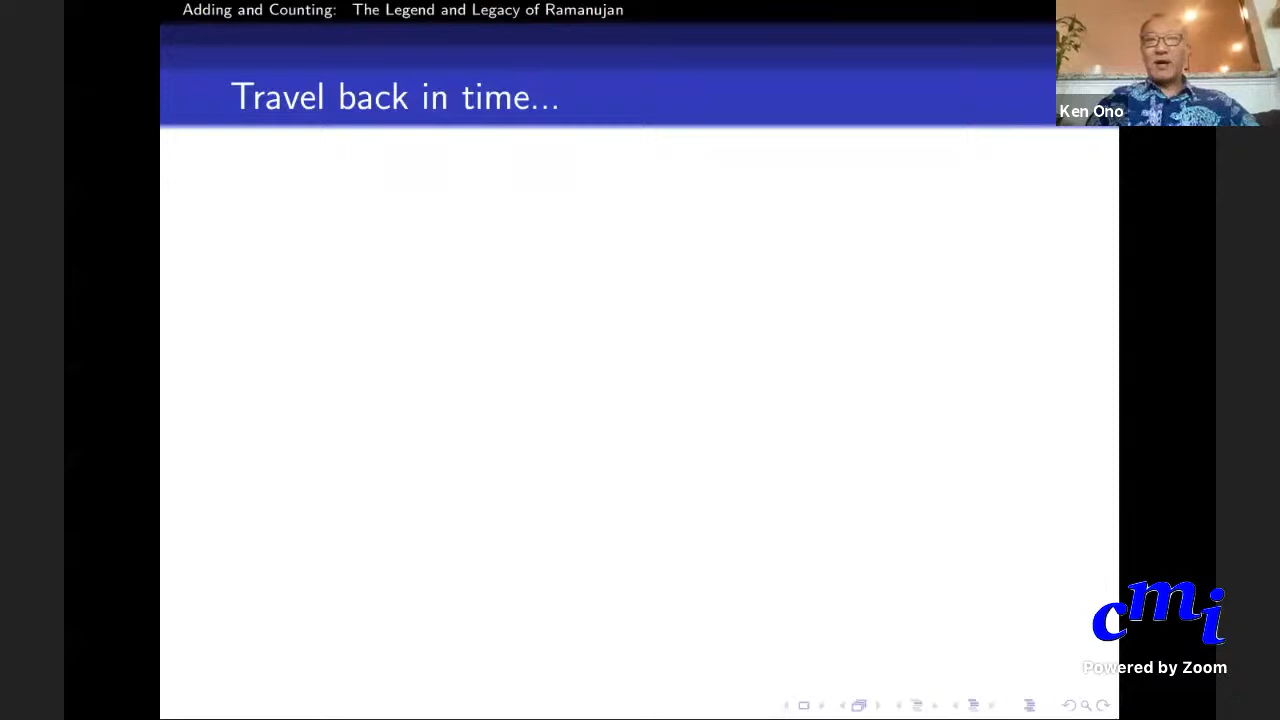 Adding and Counting: The Legend and Legacy of Ramanujan
Travel back in time...
Ken Ono
cmi
Powered by Zoom